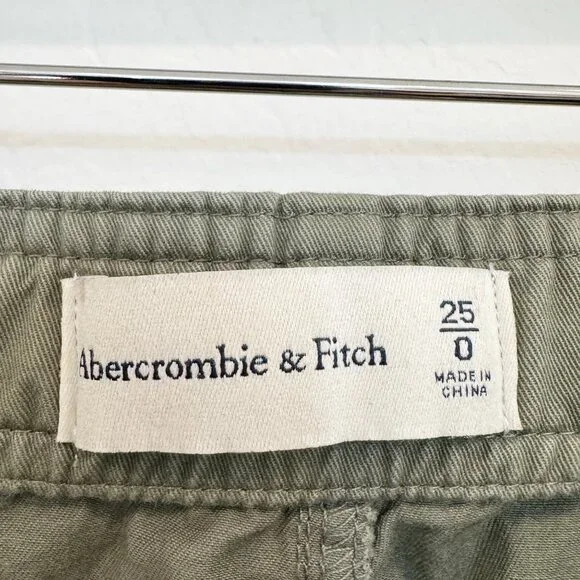 Abercrombie & Fitch
25
0
MADE IN
CHINA